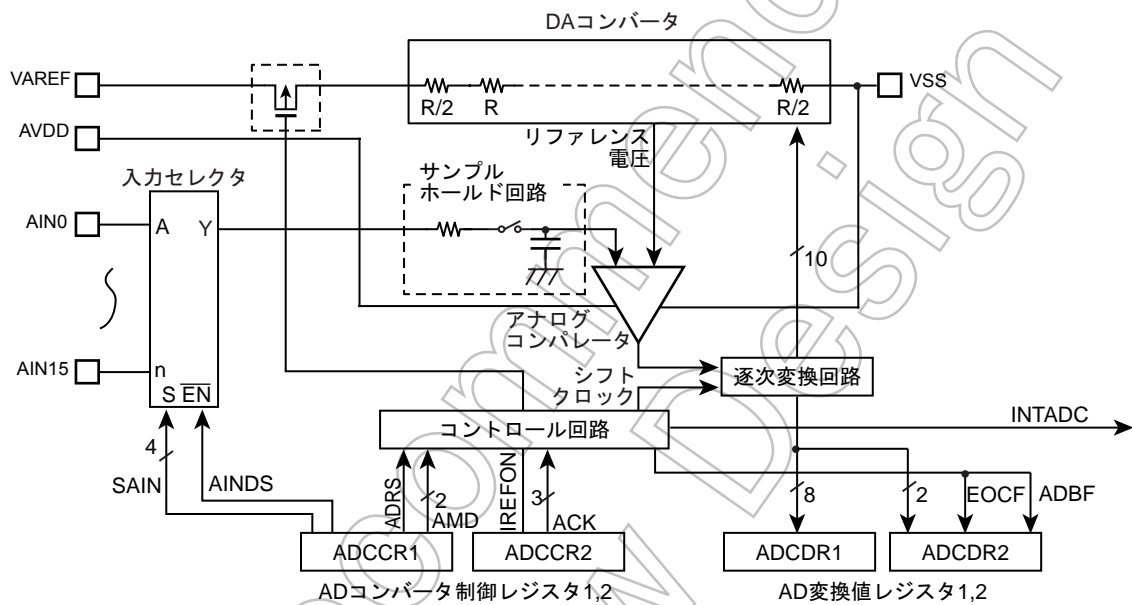 DAコンバータ
VAREF
VSS
R/2
R
R/2
AVDD
リファレンス
電圧
入力セレクタ
サンプル
ホールド回路
AIN0
A
Y
10
アナログ
コンパレータ
AIN15
n
シフト
クロック
逐次変換回路
S EN
コントロール回路
INTADC
4
SAIN
AINDS
ADRS
2
AMD
IREFON
3
ACK
8
2
EOCF
ADBF
ADCCR1
ADCCR2
ADCDR1
ADCDR2
ADコンバータ制御レジスタ1,2
AD変換値レジスタ1,2
Design